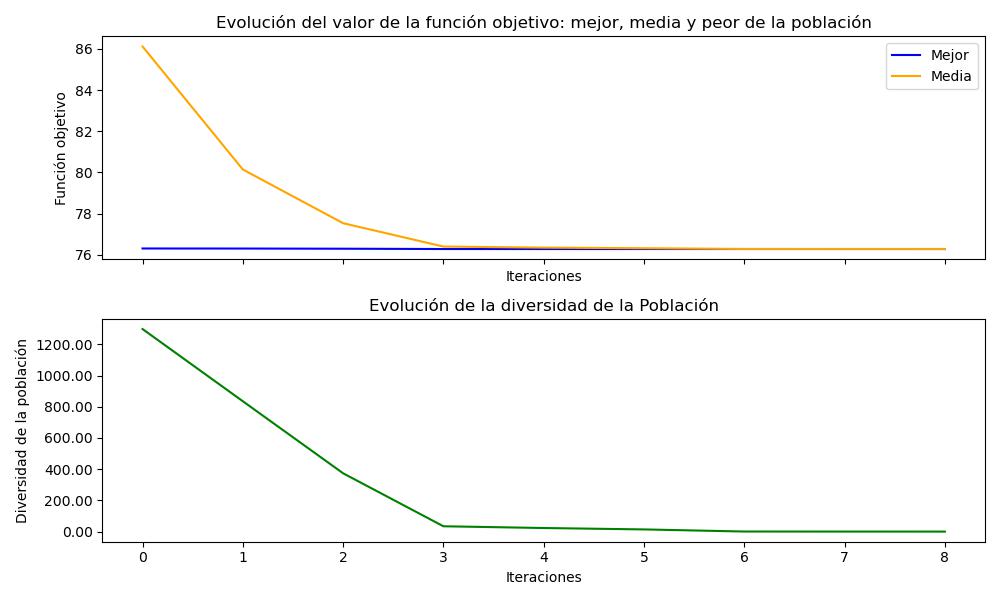 Evolución del valor de la función objetivo: mejor, media y peor de la población
Mejor
Media
Función objetivo
86
84
82
80
78
76
Iteraciones
Evolución de la diversidad de la Población
Diversidad de la población
1200.00
1000.00
800.00
600.00
400.00
200.00
0.00
0 1 2 3 4 5 6 7 8
Iteraciones